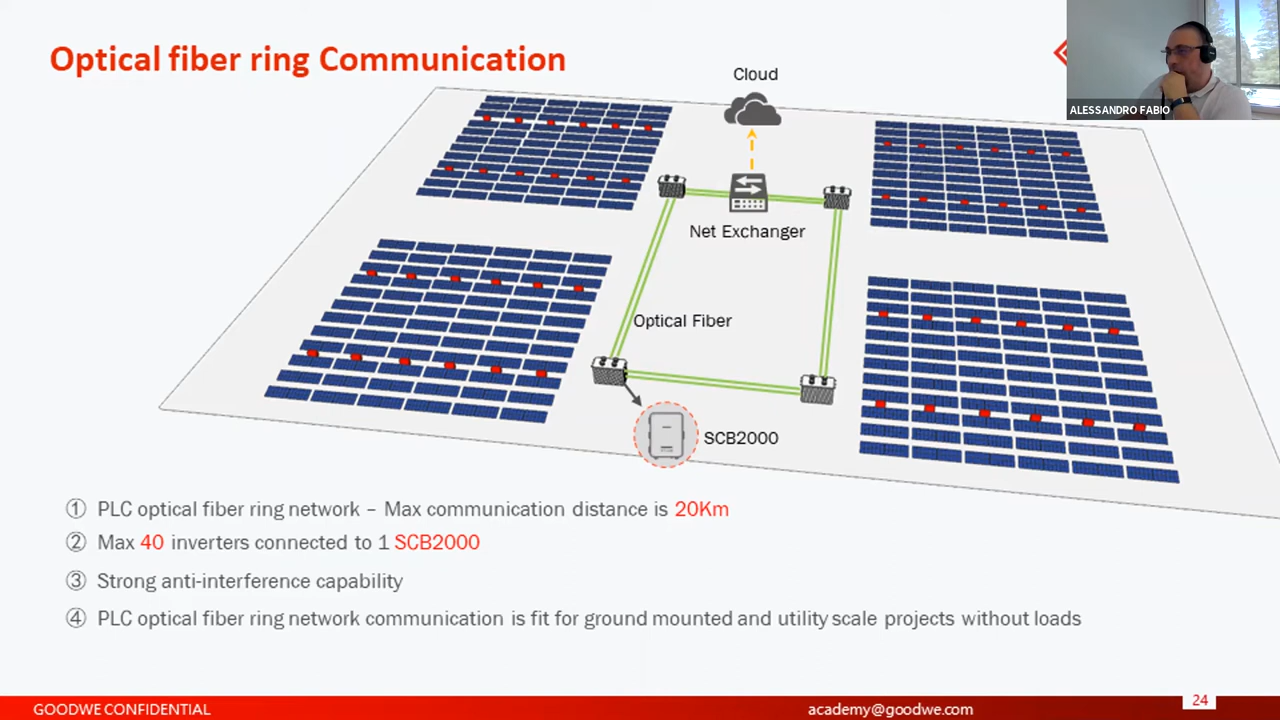 Optical fiber ring Communication
ALESSANDRO FABIO
Cloud
Net Exchanger
Optical Fiber
SCB2000
① PLC optical fiber ring network – Max communication distance is 20Km
② Max 40 inverters connected to 1 SCB2000
③ Strong anti-interference capability
④ PLC optical fiber ring network communication is fit for ground mounted and utility scale projects without loads
GOODWE CONFIDENTIAL
academy@goodwe.com
24